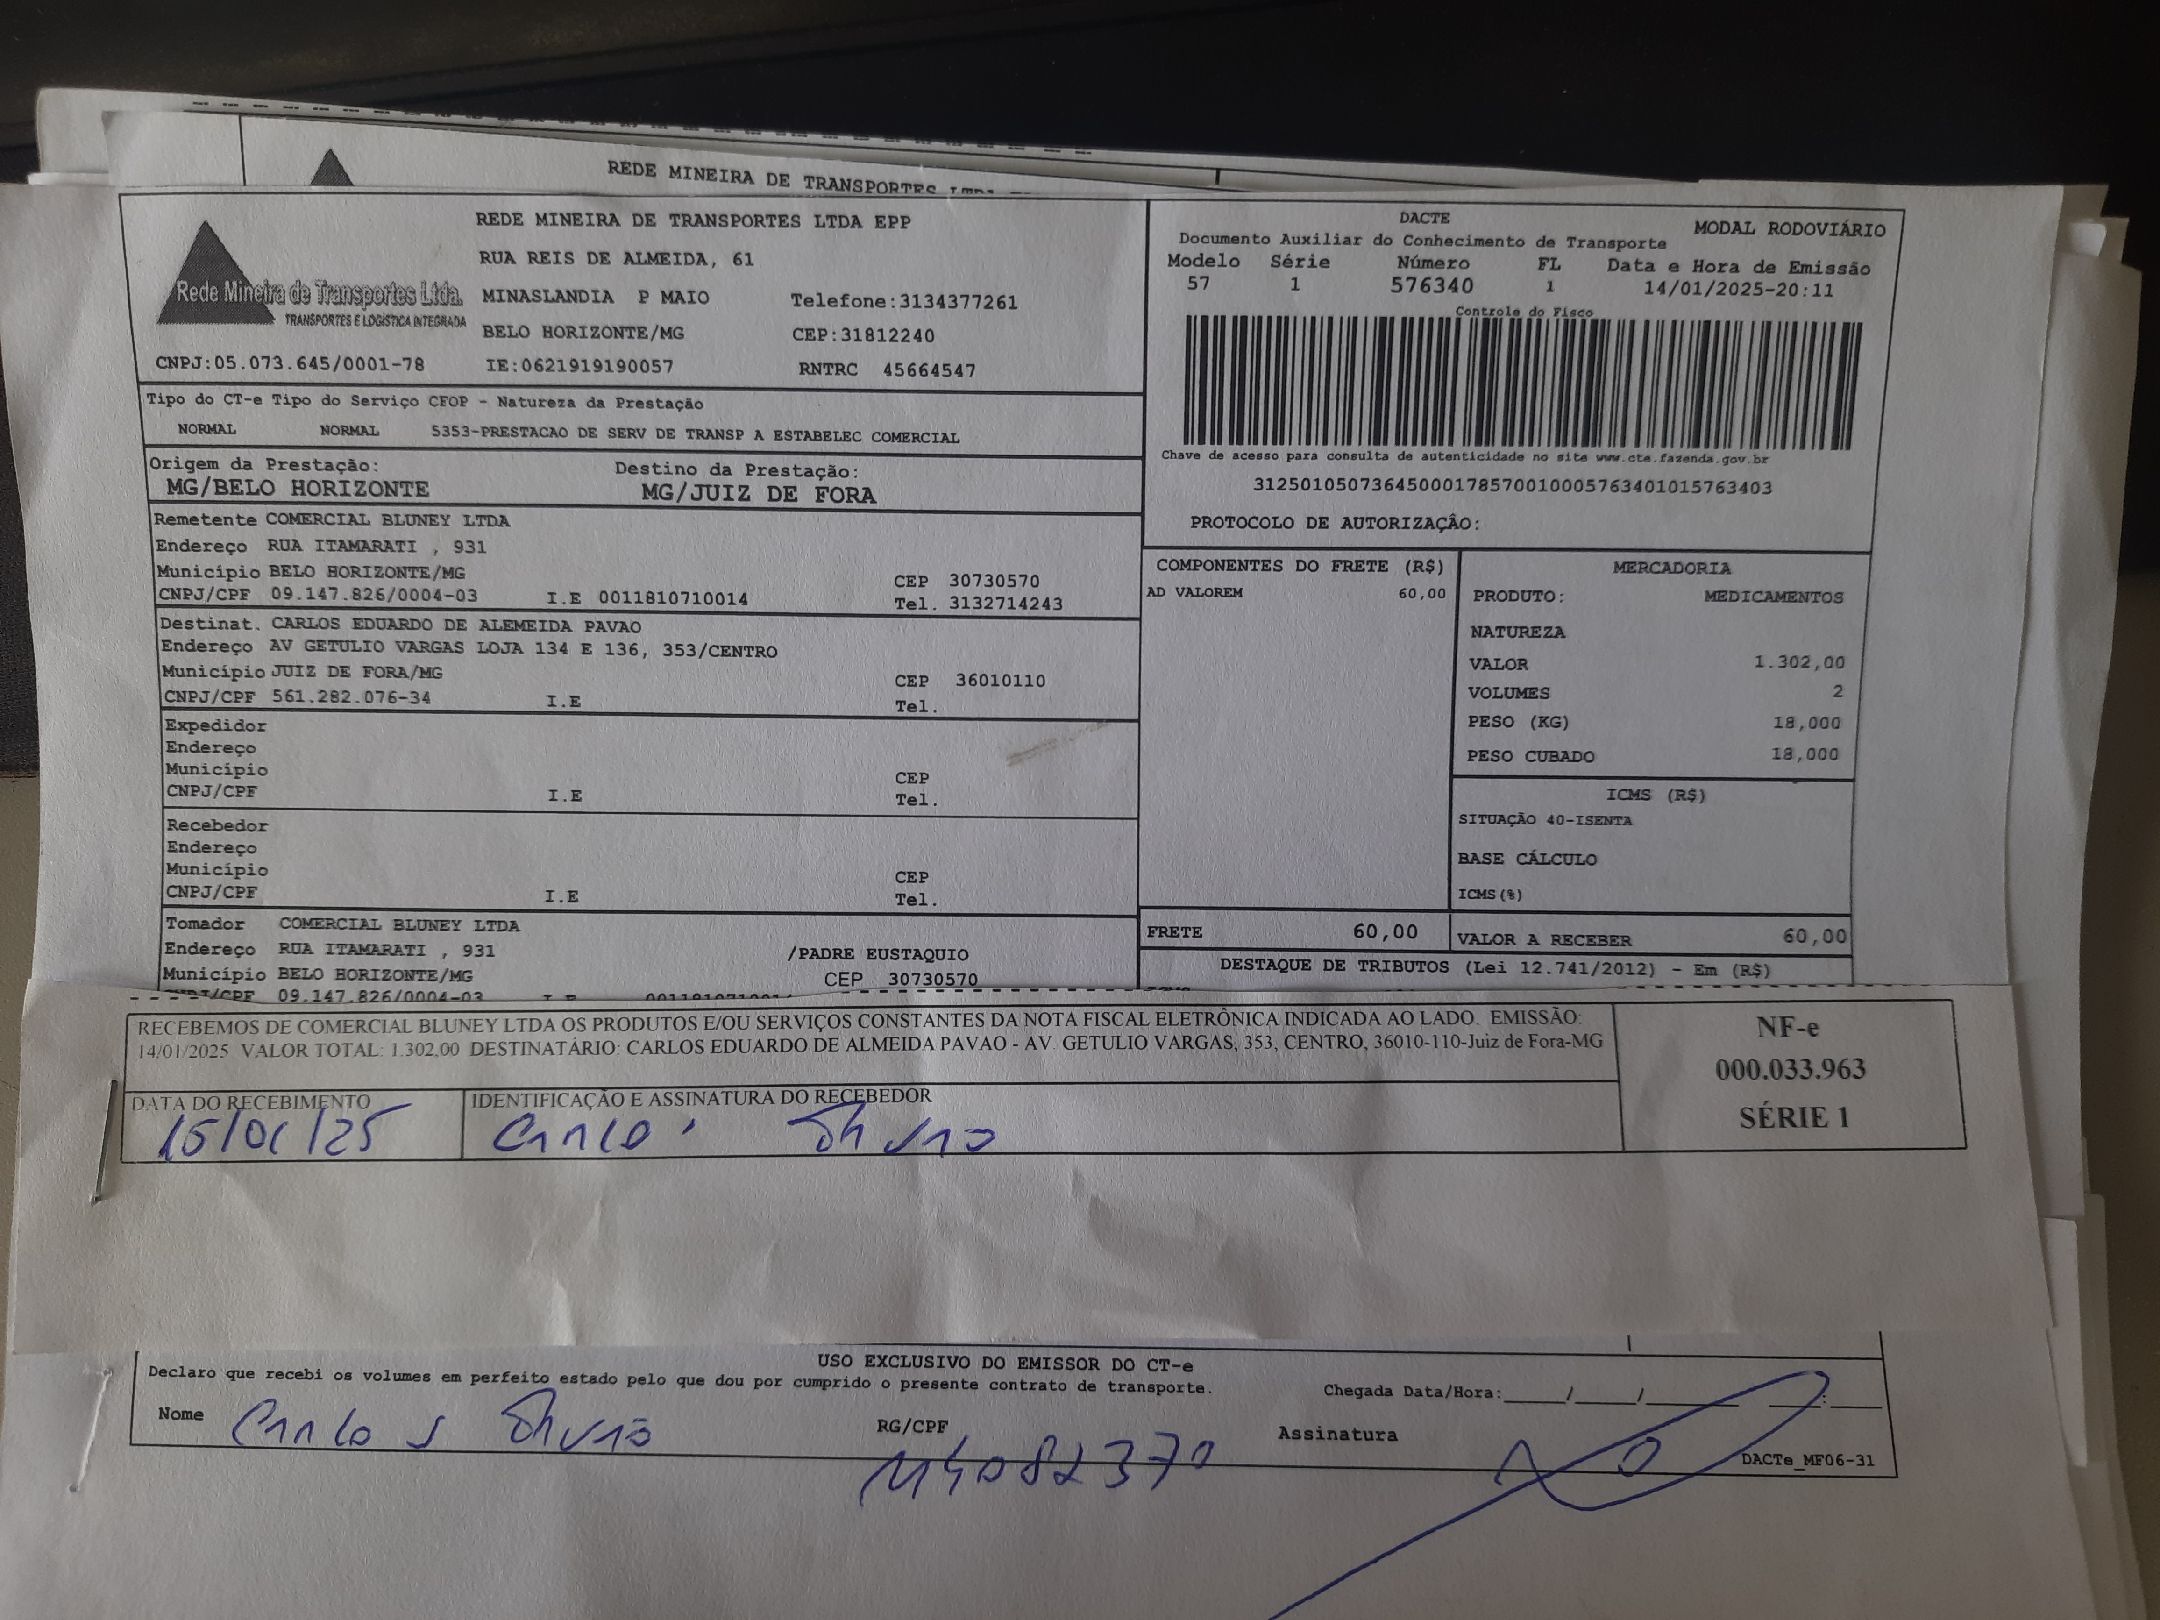 REDE MINEIRA DE TRANSPORTES
REDE MINEIRA DE TRANSPORTES LTDA EPP
RUA REIS DE ALMEIDA, 61
Rede Mineira de Transportes Ltda.
TRANSPORTES E LOGÍSTICA INTEGRADA
MINASLANDIA P MAIO Telefone:3134377261
BELO HORIZONTE/MG CEP:31812240
CNPJ:05.073.645/0001-78 IE:0621919190057 RNTRC 45664547
DACTE
MODAL RODOVIÁRIO
Documento Auxiliar do Conhecimento de Transporte
Modelo Série Número FL Data e Hora de Emissão
57 1 576340 1 14/01/2025-20:11
Controle do Fisco
Chave de acesso para consulta de autenticidade no site www.cte.fazenda.gov.br
31250105073645000178570010005763401015763403
PROTOCOLO DE AUTORIZAÇÃO:
Tipo do CT-e Tipo do Serviço CFOP - Natureza da Prestação
NORMAL NORMAL 5353-PRESTACAO DE SERV DE TRANSP A ESTABELEC COMERCIAL
Origem da Prestação: Destino da Prestação:
MG/BELO HORIZONTE MG/JUIZ DE FORA
Remetente COMERCIAL BLUNEY LTDA
Endereço RUA ITAMARATI , 931
Município BELO HORIZONTE/MG CEP 30730570
CNPJ/CPF 09.147.826/0004-03 I.E 0011810710014 Tel. 3132714243
Destinat. CARLOS EDUARDO DE ALEMEIDA PAVAO
Endereço AV GETULIO VARGAS LOJA 134 E 136, 353/CENTRO
Município JUIZ DE FORA/MG CEP 36010110
CNPJ/CPF 561.282.076-34 I.E Tel.
Expedidor
Endereço
Município CEP
CNPJ/CPF I.E Tel.
Recebedor
Endereço
Município CEP
CNPJ/CPF I.E Tel.
Tomador COMERCIAL BLUNEY LTDA
Endereço RUA ITAMARATI , 931 /PADRE EUSTAQUIO
Município BELO HORIZONTE/MG CEP 30730570
09.147.826/0004-03
COMPONENTES DO FRETE (R$)
AD VALOREM 60,00
MERCADORIA
PRODUTO: MEDICAMENTOS
NATUREZA
VALOR 1.302,00
VOLUMES 2
PESO (KG) 18,000
PESO CUBADO 18,000
ICMS (R$)
SITUAÇÃO 40-ISENTA
BASE CÁLCULO
ICMS(%)
FRETE 60,00 VALOR A RECEBER 60,00
DESTAQUE DE TRIBUTOS (Lei 12.741/2012) - Em (R$)
RECEBEMOS DE COMERCIAL BLUNEY LTDA OS PRODUTOS E/OU SERVIÇOS CONSTANTES DA NOTA FISCAL ELETRÔNICA INDICADA AO LADO. EMISSÃO:
14/01/2025 VALOR TOTAL: 1.302,00 DESTINATÁRIO: CARLOS EDUARDO DE ALMEIDA PAVAO - AV. GETULIO VARGAS, 353, CENTRO, 36010-110-Juiz de Fora-MG
NF-e
000.033.963
SÉRIE 1
DATA DO RECEBIMENTO IDENTIFICAÇÃO E ASSINATURA DO RECEBEDOR
15/01/25
USO EXCLUSIVO DO EMISSOR DO CT-e
Declaro que recebi os volumes em perfeito estado pelo que dou por cumprido o presente contrato de transporte.
Chegada Data/Hora:____/____/______ ___:____
Nome Carlos RG/CPF Assinatura
DACTe_MF06-31